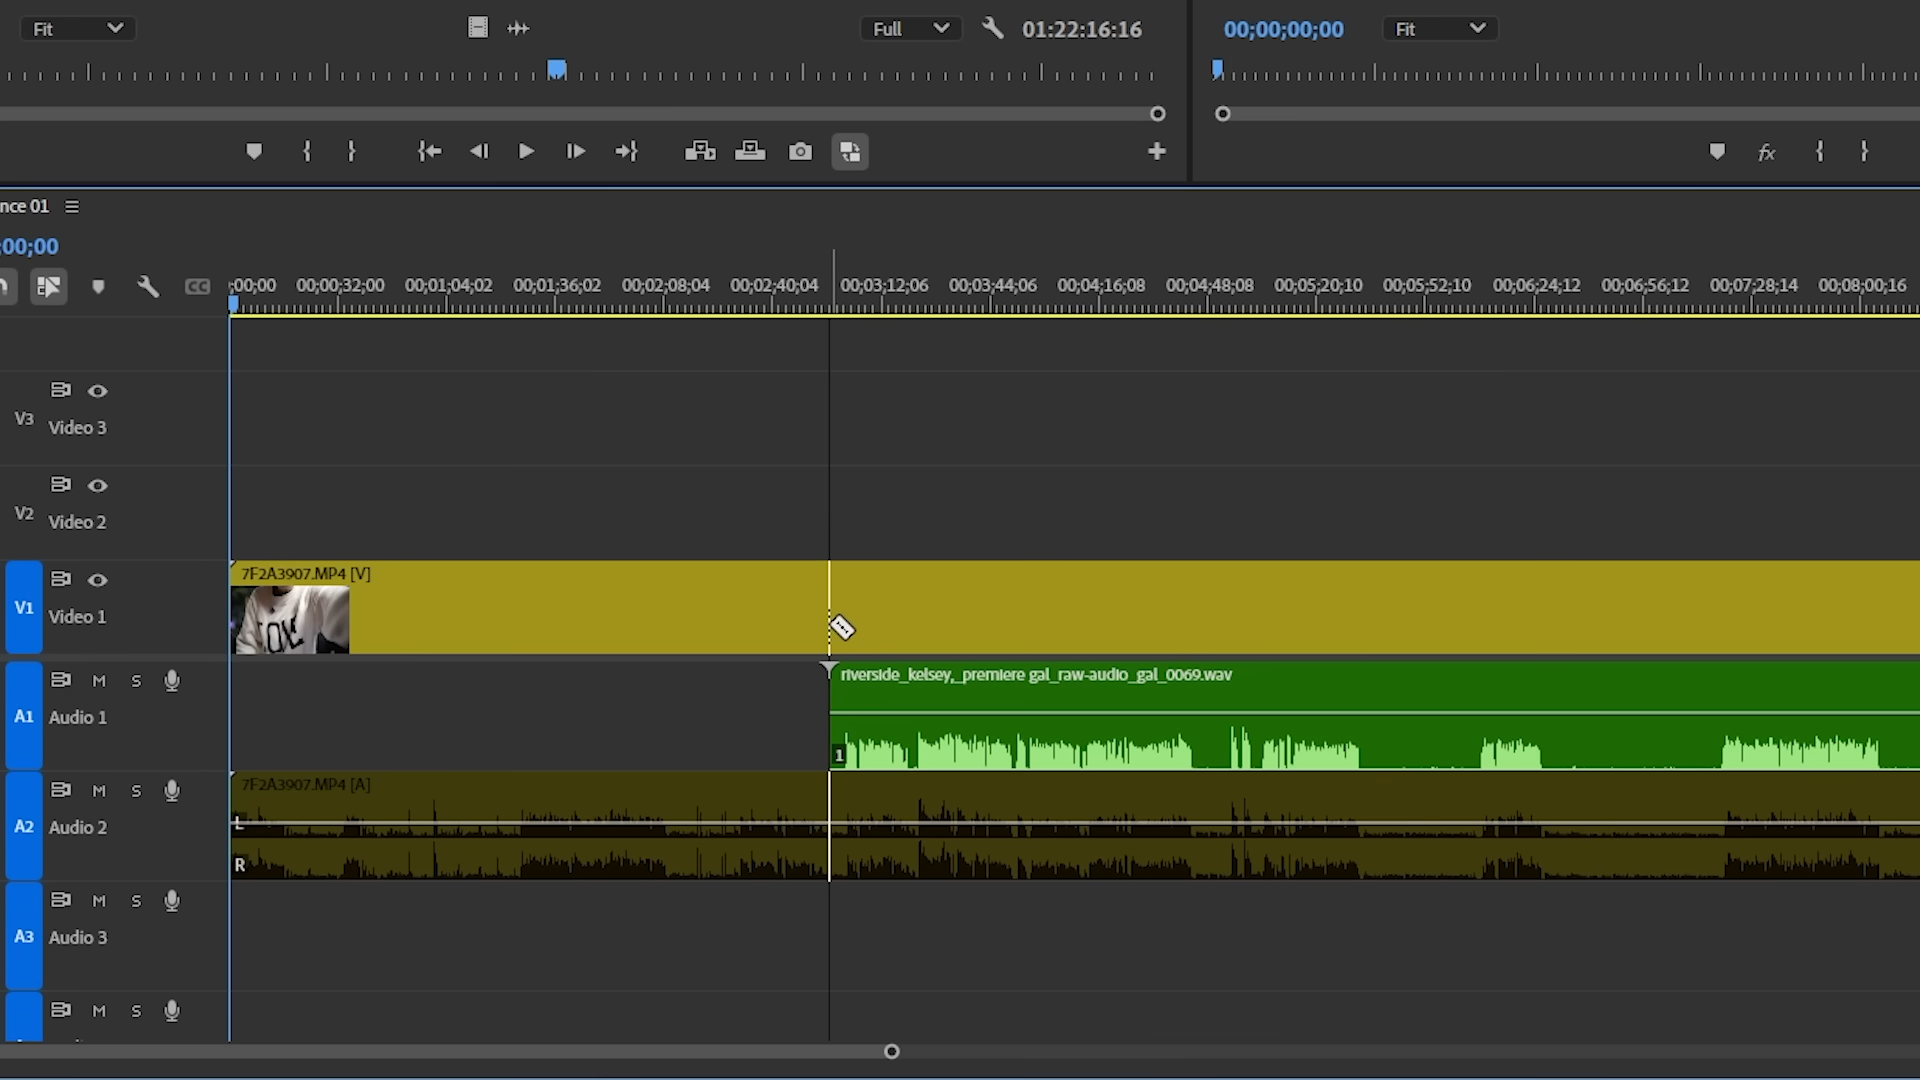 Fit
Full
01:22:16:16
00;00;00;00
Fit
fx
nce 01
;00;00
CC
;00;00 00;00;32;00 00;01;04;02 00;01;36;02 00;02;08;04 00;02;40;04 00;03;12;06 00;03;44;06 00;04;16;08 00;04;48;08 00;05;20;10 00;05;52;10 00;06;24;12 00;06;56;12 00;07;28;14 00;08;00;16
V3
Video 3
V2
Video 2
V1
Video 1
7F2A3907.MP4 [V]
A1
M S
Audio 1
riverside_kelsey,_premiere gal_raw-audio_gal_0069.wav
1
A2
M S
Audio 2
7F2A3907.MP4 [A]
L
R
A3
M S
Audio 3
M S